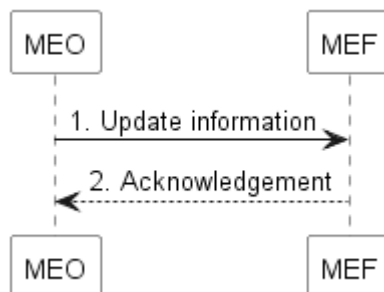 MEO
MEF
1. Update information
2. Acknowledgement
MEO
MEF